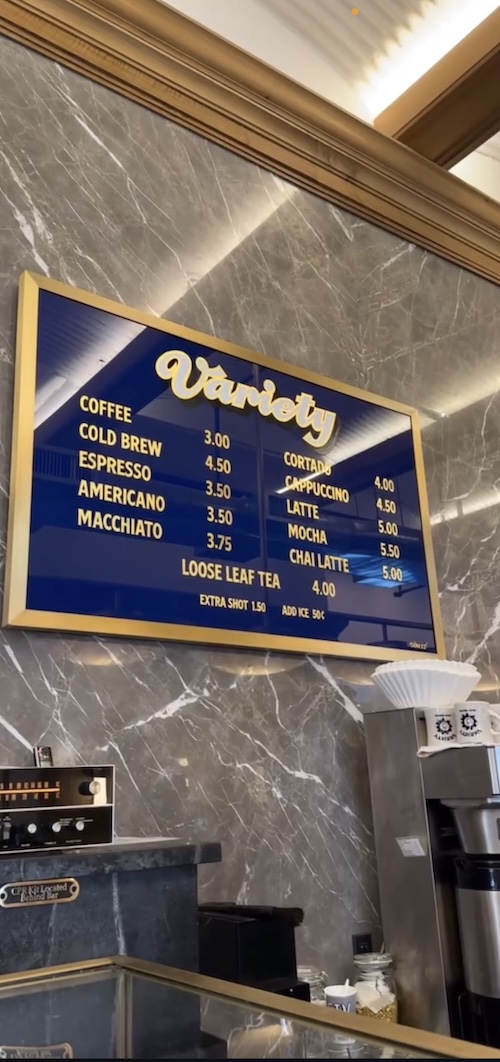 Variety
COFFEE 3.00
COLD BREW 4.50
ESPRESSO 3.50
AMERICANO 3.50
MACCHIATO 3.75
CORTADO 4.00
CAPPUCCINO 4.50
LATTE 5.00
MOCHA 5.50
CHAI LATTE 5.00
LOOSE LEAF TEA 4.00
EXTRA SHOT 1.50 ADD ICE 50¢
CPR Kit Located
Behind Bar